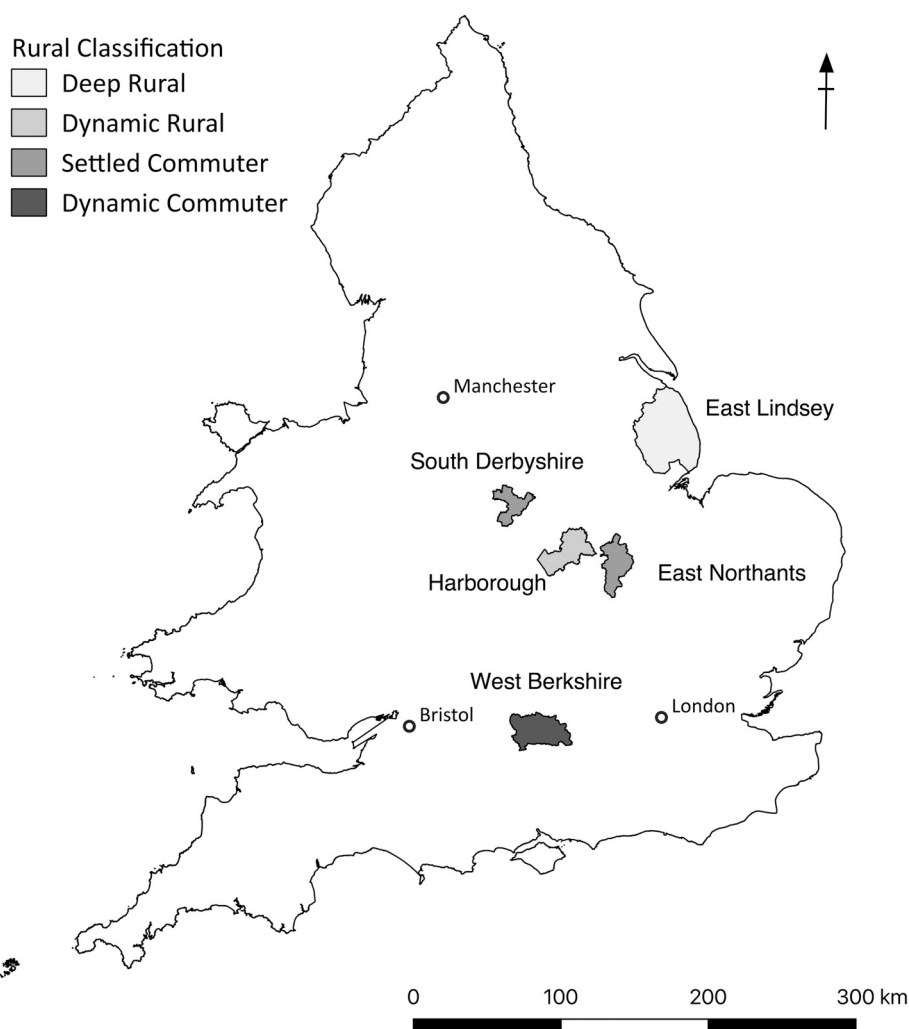 Rural Classification
Deep Rural
Dynamic Rural
Settled Commuter
Dynamic Commuter
Manchester
East Lindsey
South Derbyshire
Harborough
East Northants
West Berkshire
Bristol
London
0 100 200 300 km